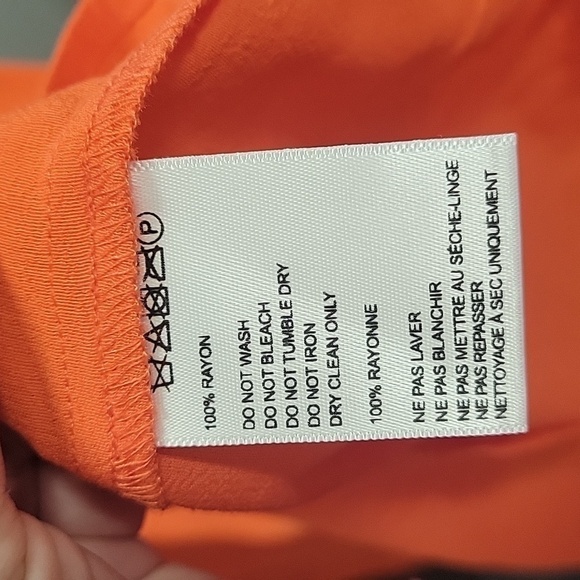 100% RAYON
DO NOT WASH
DO NOT BLEACH
DO NOT TUMBLE DRY
DO NOT IRON
DRY CLEAN ONLY
100% RAYONNE
NE PAS LAVER
NE PAS BLANCHIR
NE PAS METTRE AU SÈCHE-LINGE
NE PAS REPASSER
NETTOYAGE À SEC UNIQUEMENT
P